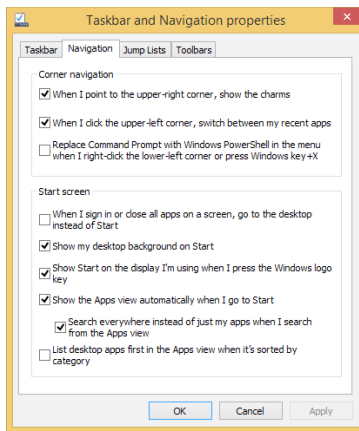 Taskbar and Navigation properties
Taskbar Navigation Jump Lists Toolbars
Corner navigation
When I point to the upper-right corner, show the charms
When I click the upper-left corner, switch between my recent apps
Replace Command Prompt with Windows PowerShell in the menu
when I right-click the lower-left corner or press Windows key+X
Start screen
When I sign in or close all apps on a screen, go to the desktop
instead of Start
Show my desktop background on Start
Show Start on the display I'm using when I press the Windows logo
key
Show the Apps view automatically when I go to Start
Search everywhere instead of just my apps when I search
from the Apps view
List desktop apps first in the Apps view when it's sorted by
category
OK Cancel Apply